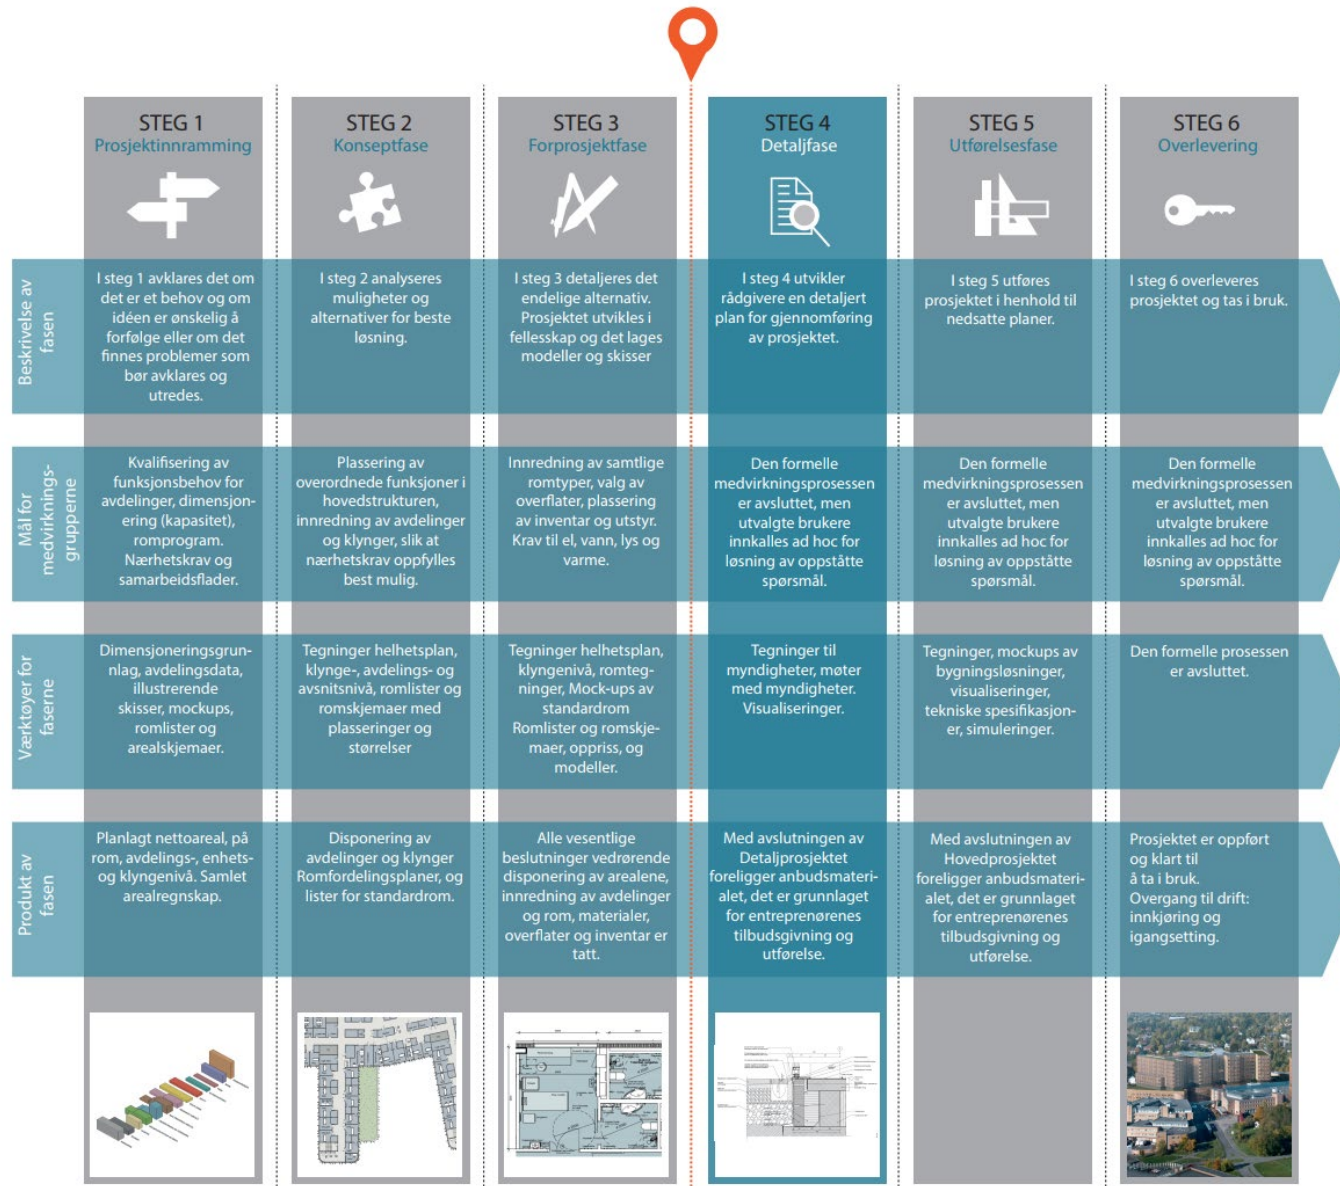 STEG 1
Prosjektinnramming
STEG 2
Konseptfase
STEG 3
Forprosjektfase
STEG 4
Detaljfase
STEG 5
Utførelsesfase
STEG 6
Overlevering
Beskrivelse av
fasen
I steg 1 avklares det om
det er et behov og om
idéen er ønskelig å
forfølge eller om det
finnes problemer som
bør avklares og
utredes.
I steg 2 analyseres
muligheter og
alternativer for beste
løsning.
I steg 3 detaljeres det
endelige alternativ.
Prosjektet utvikles i
fellesskap og det lages
modeller og skisser
I steg 4 utvikler
rådgivere en detaljert
plan for gjennomføring
av prosjektet.
I steg 5 utføres
prosjektet i henhold til
nedsatte planer.
I steg 6 overleveres
prosjektet og tas i bruk.
Mål for
medvirknings-
grupperne
Kvalifisering av
funksjonsbehov for
avdelinger, dimensjon-
ering (kapasitet),
romprogram.
Nærhetskrav og
samarbeidsflader.
Plassering av
overordnede funksjoner i
hovedstrukturen,
innredning av avdelinger
og klynger, slik at
nærhetskrav oppfylles
best mulig.
Innredning av samtlige
romtyper, valg av
overflater, plassering
av inventar og utstyr.
Krav til el, vann, lys og
varme.
Den formelle
medvirkningsprosessen
er avsluttet, men
utvalgte brukere
innkalles ad hoc for
løsning av oppståtte
spørsmål.
Den formelle
medvirkningsprosessen
er avsluttet, men
utvalgte brukere
innkalles ad hoc for
løsning av oppståtte
spørsmål.
Den formelle
medvirkningsprosessen
er avsluttet, men
utvalgte brukere
innkalles ad hoc for
løsning av oppståtte
spørsmål.
Værktøyer for
faserne
Dimensjoneringsgrun-
nlag, avdelingsdata,
illustrerende
skisser, mockups,
romlister og
arealskjemaer.
Tegninger helhetsplan,
klynge-, avdelings- og
avsnitsnivå, romlister og
romskjemaer med
plasseringer og
størrelser
Tegninger helhetsplan,
klyngenivå, romteg-
ninger, Mock-ups av
standardrom
Romlister og romskje-
maer, oppriss, og
modeller.
Tegninger til
myndigheter, møter
med myndigheter.
Visualiseringer.
Tegninger, mockups av
bygningsløsninger,
visualiseringer,
tekniske spesifikasjon-
er, simuleringer.
Den formelle prosessen
er avsluttet.
Produkt av
fasen
Planlagt nettoareal, på
rom, avdelings-, enhets-
og klyngenivå. Samlet
arealregnskap.
Disponering av
avdelinger og klynger
Romfordelingsplaner, og
lister for standardrom.
Alle vesentlige
beslutninger vedrørende
disponering av arealene,
innredning av avdelinger
og rom, materialer,
overflater og inventar er
tatt.
Med avslutningen av
Detaljprosjektet
foreligger anbudsmateri-
alet, det er grunnlaget
for entreprenørenes
tilbudsgivning og
utførelse.
Med avslutningen av
Hovedprosjektet
foreligger anbudsmateri-
alet, det er grunnlaget
for entreprenørenes
tilbudsgivning og
utførelse.
Prosjektet er oppført
og klart til
å ta i bruk.
Overgang til drift:
innkjøring og
igangsetting.